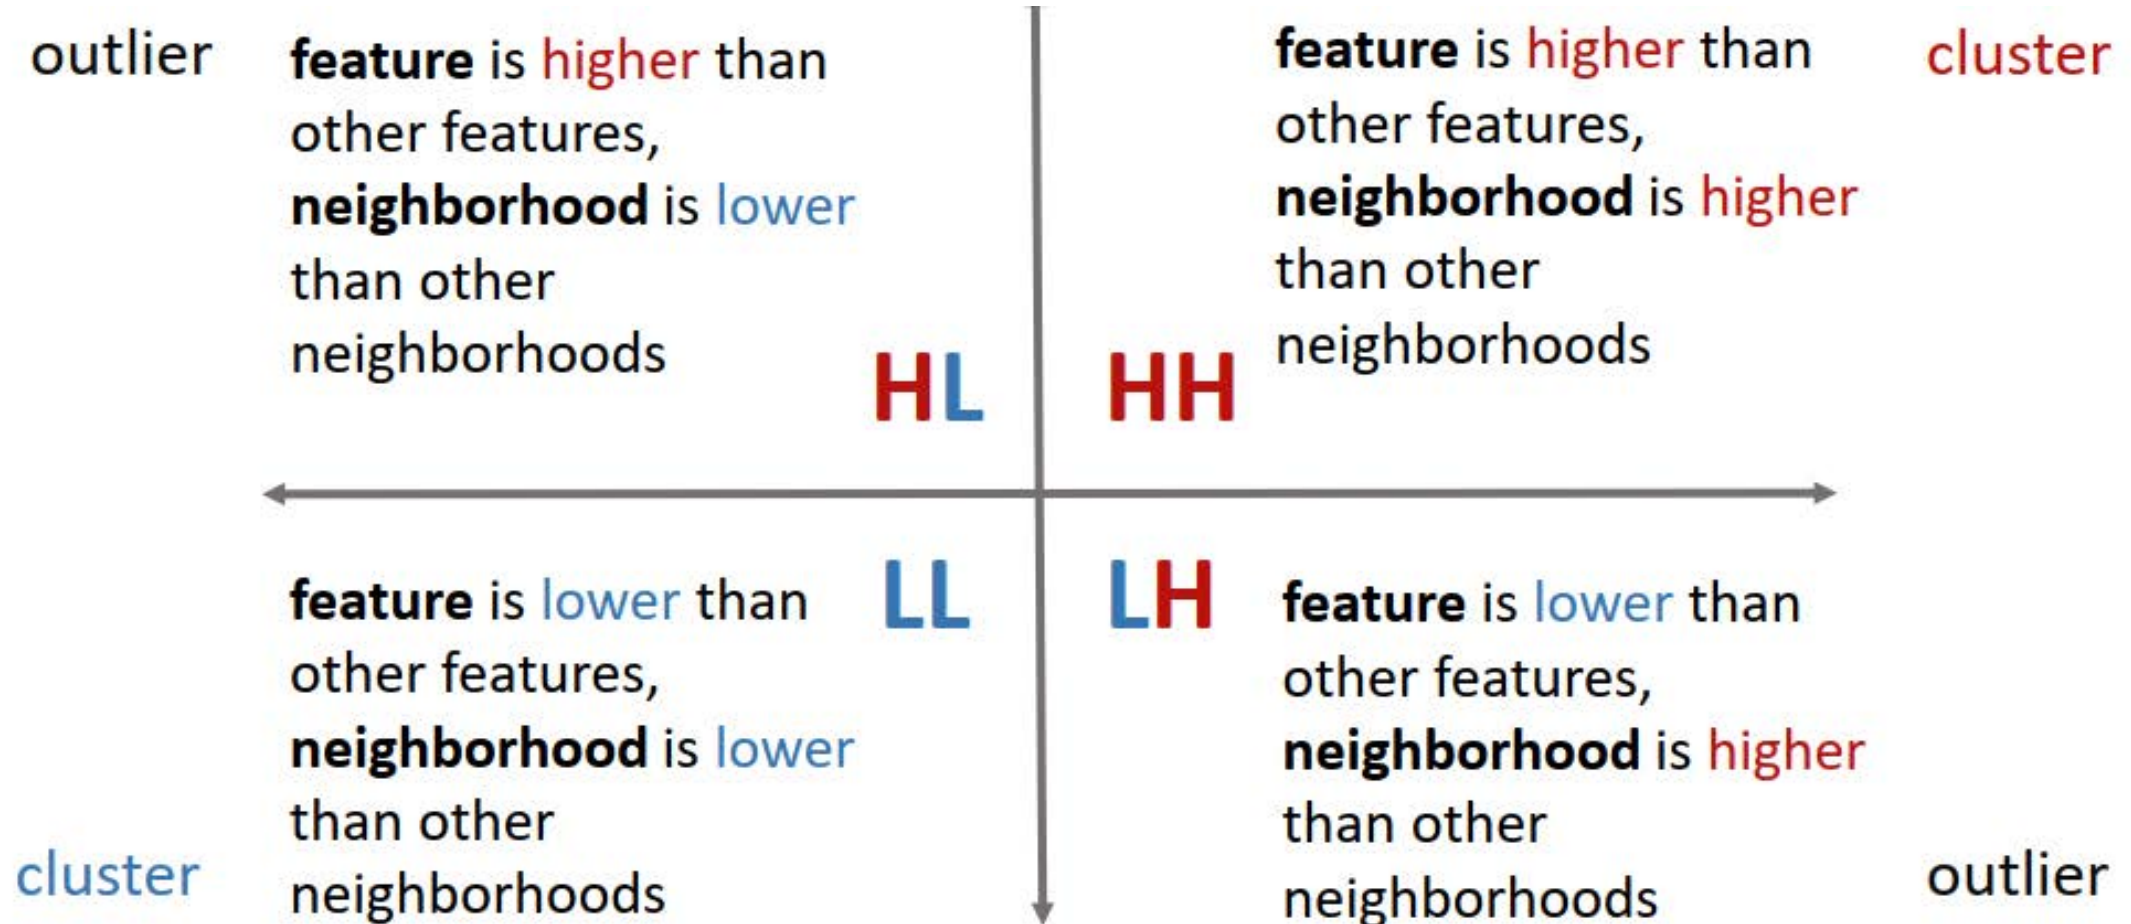 outlier
feature is higher than
other features,
neighborhood is lower
than other
neighborhoods
HL
feature is higher than
other features,
neighborhood is higher
than other
neighborhoods
cluster
HH
feature is lower than
other features,
neighborhood is lower
than other
neighborhoods
LL
cluster
LH
feature is lower than
other features,
neighborhood is higher
than other
neighborhoods
outlier